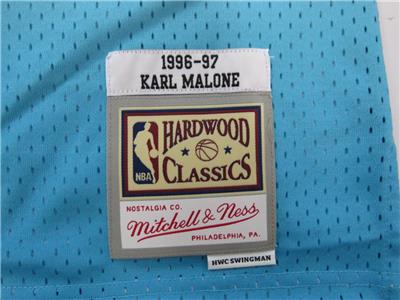 1996-97
KARL MALONE
NBA
HARDWOOD
CLASSICS
NOSTALGIA CO.
Mitchell & Ness
PHILADELPHIA, PA.
HWC SWINGMAN